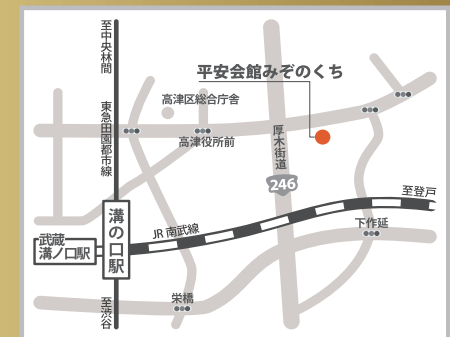 至中央林間
平安会館みぞのくち
高津区総合庁舎
東急田園都市線
高津役所前
厚木街道
246
至登戸
溝の口駅
JR 南武線
下作延
武蔵
溝ノ口駅
栄橋
至渋谷